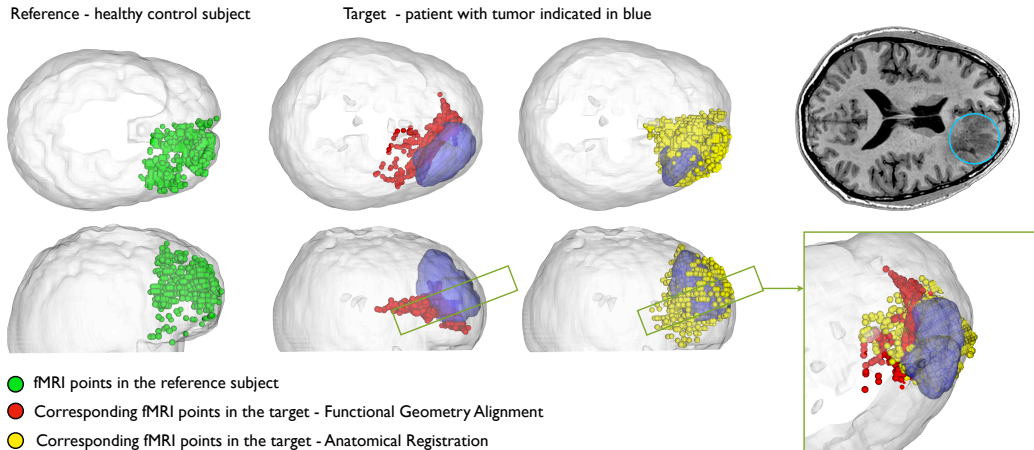 Reference - healthy control subject
Target - patient with tumor indicated in blue
fMRI points in the reference subject
Corresponding fMRI points in the target - Functional Geometry Alignment
Corresponding fMRI points in the target - Anatomical Registration